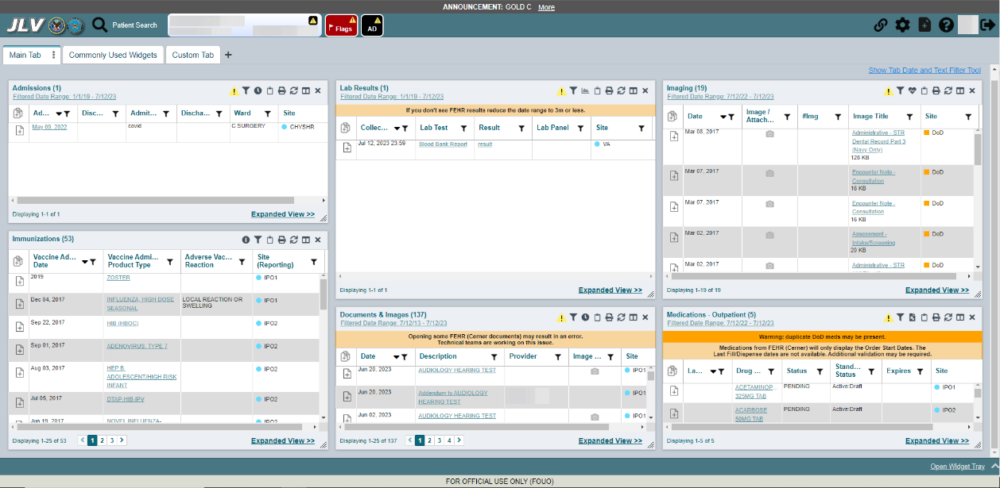 ANNOUNCEMENT: GOLD C More
JLV Patient Search Flags AD
Main Tab Commonly Used Widgets Custom Tab +
Show Tab Date and Text Filter Tool
Admissions (1)
Filtered Date Range: 1/1/19 - 7/12/23
Ad... Disc... Admit... Discha... Ward Site
May 09, 2022 covid C SURGERY CHYSHR
Displaying 1-1 of 1 Expanded View >>
Immunizations (53)
Vaccine Ad... Date Vaccine Admi... Product Type Adverse Vac... Reaction Site (Reporting)
2019 ZOSTER IPO1
Dec 04, 2017 INFLUENZA, HIGH DOSE SEASONAL LOCAL REACTION OR SWELLING IPO1
Sep 22, 2017 HIB (HBOC) IPO2
Sep 01, 2017 ADENOVIRUS, TYPE 7 IPO2
Aug 03, 2017 HEP B, ADOLESCENT/HIGH RISK INFANT IPO2
Jul 05, 2017 DTAP-HIB-IPV IPO2
Jun 19, 2017 NOVEL INFLUENZA- IPO2
Displaying 1-25 of 53 1 2 3 Expanded View >>
Lab Results (1)
Filtered Date Range: 1/1/19 - 7/12/23
If you don't see FEHR results reduce the date range to 3m or less.
Collec... Lab Test Result Lab Panel Site
Jul 12, 2023 23:59 Blood Bank Report result VA
Displaying 1-1 of 1 Expanded View >>
Documents & Images (137)
Filtered Date Range: 7/12/13 - 7/12/23
Opening some FEHR (Cerner documents) may result in an error.
Technical teams are working on this issue.
Date Description Provider Image ... Site
Jun 20, 2023 AUDIOLOGY HEARING TEST IPO1
Jun 20, 2023 Addendum to AUDIOLOGY HEARING TEST IPO1
Jun 02, 2023 AUDIOLOGY HEARING TEST IPO1
Displaying 1-25 of 137 1 2 3 4 Expanded View >>
Imaging (19)
Filtered Date Range: 7/12/22 - 7/12/23
Date Image / Attach... #Img Image Title Site
Mar 08, 2017 Administrative - STR Dental Record Part 3 (Navy Only) 128 KB DoD
Mar 07, 2017 Encounter Note - Consultation 16 KB DoD
Mar 07, 2017 Encounter Note - Consultation 16 KB DoD
Mar 02, 2017 Assessment - Intake/Screening 20 KB DoD
Mar 02, 2017 Administrative - STR DoD
Displaying 1-19 of 19 Expanded View >>
Medications - Outpatient (5)
Filtered Date Range: 7/12/22 - 7/12/23
Warning: duplicate DoD meds may be present.
Medications from FEHR (Cerner) will only display the Order Start Dates. The
Last Fill/Dispense dates are not available. Additional validation may be required.
La... Drug ... Status Stand... Status Expires Site
ACETAMINOP... 325MG TAB PENDING Active:Draft IPO1
ACARBOSE 50MG TAB PENDING Active:Draft IPO2
Displaying 1-5 of 5 Expanded View >>
Open Widget Tray
FOR OFFICIAL USE ONLY (FOUO)